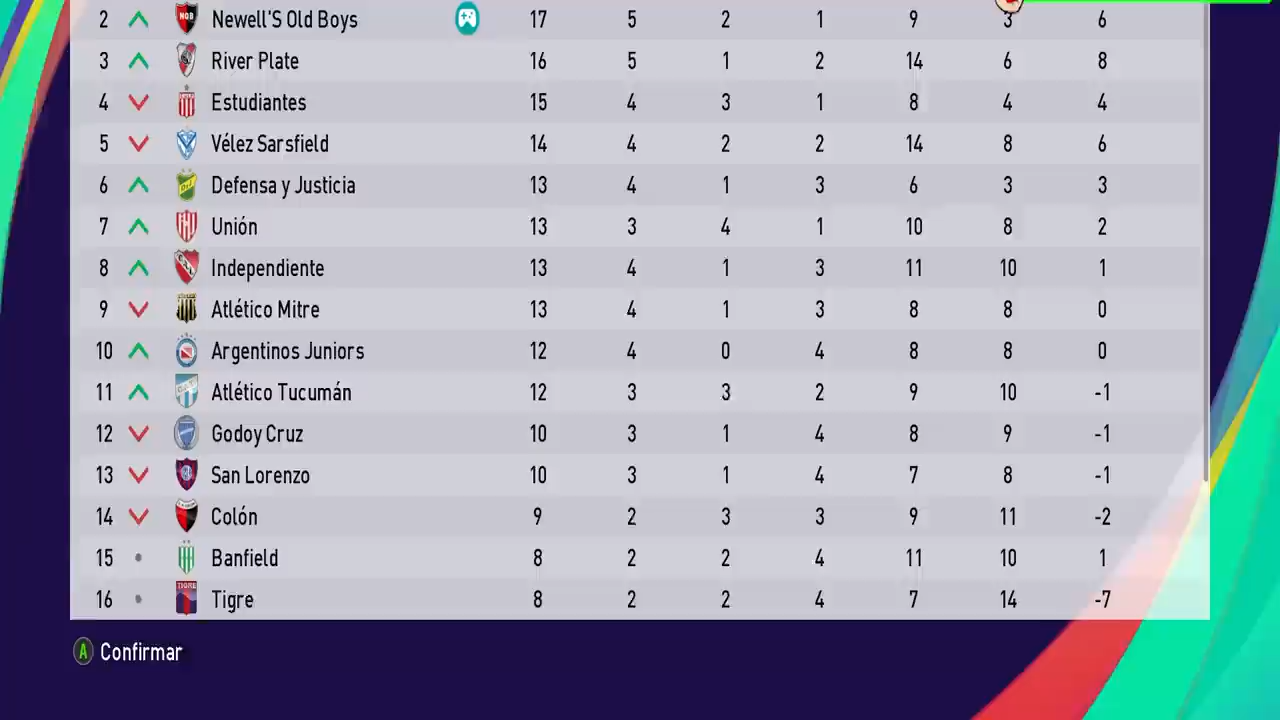 2 Newell'S Old Boys 17 5 2 1 9 3 6
3 River Plate 16 5 1 2 14 6 8
4 Estudiantes 15 4 3 1 8 4 4
5 Vélez Sarsfield 14 4 2 2 14 8 6
6 Defensa y Justicia 13 4 1 3 6 3 3
7 Unión 13 3 4 1 10 8 2
8 Independiente 13 4 1 3 11 10 1
9 Atlético Mitre 13 4 1 3 8 8 0
10 Argentinos Juniors 12 4 0 4 8 8 0
11 Atlético Tucumán 12 3 3 2 9 10 -1
12 Godoy Cruz 10 3 1 4 8 9 -1
13 San Lorenzo 10 3 1 4 7 8 -1
14 Colón 9 2 3 3 9 11 -2
15 Banfield 8 2 2 4 11 10 1
16 Tigre 8 2 2 4 7 14 -7
A Confirmar